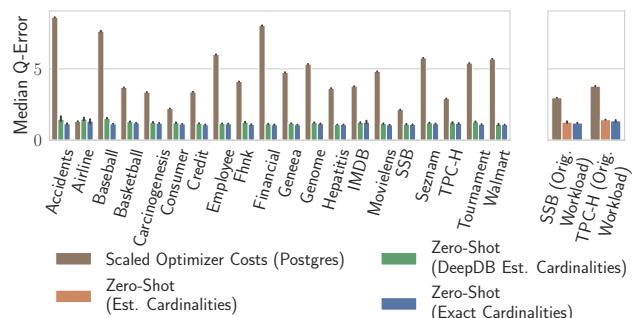 Median Q-Error
5
0
Accidents
Airline
Baseball
Basketball
Carcinogenesis
Consumer
Credit
Employee
Fhnk
Financial
Geneea
Genome
Hepatitis
IMDB
Movielens
SSB
Seznam
TPC-H
Tournament
Walmart
SSB (Orig.
Workload)
TPC-H (Orig.
Workload)
Scaled Optimizer Costs (Postgres)
Zero-Shot
(Est. Cardinalities)
Zero-Shot
(DeepDB Est. Cardinalities)
Zero-Shot
(Exact Cardinalities)